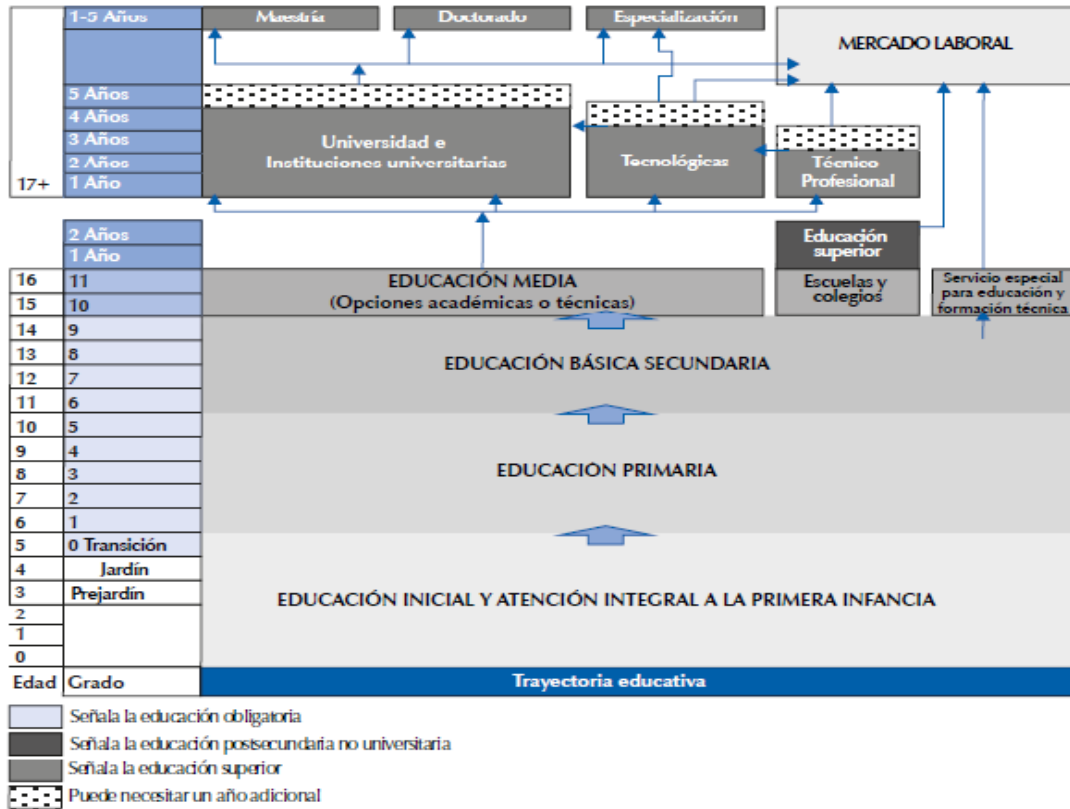 1-5 Años
Maestría
Doctorado
Especialización
MERCADO LABORAL
5 Años
4 Años
3 Años
2 Años
17+
1 Año
Universidad e
Instituciones universitarias
Tecnológicas
Técnico
Profesional
2 Años
1 Año
Educación
superior
16
11
EDUCACIÓN MEDIA
(Opciones académicas o técnicas)
Escuelas y
colegios
Servicio especial
para educación y
formación técnica
15
10
14
9
13
8
12
7
11
6
EDUCACIÓN BÁSICA SECUNDARIA
10
5
9
4
8
3
7
2
6
1
EDUCACIÓN PRIMARIA
5
0 Transición
4
Jardín
3
Prejardín
2
1
0
EDUCACIÓN INICIAL Y ATENCIÓN INTEGRAL A LA PRIMERA INFANCIA
Edad
Grado
Trayectoria educativa
Señala la educación obligatoria
Señala la educación postsecundaria no universitaria
Señala la educación superior
Puede necesitar un año adicional